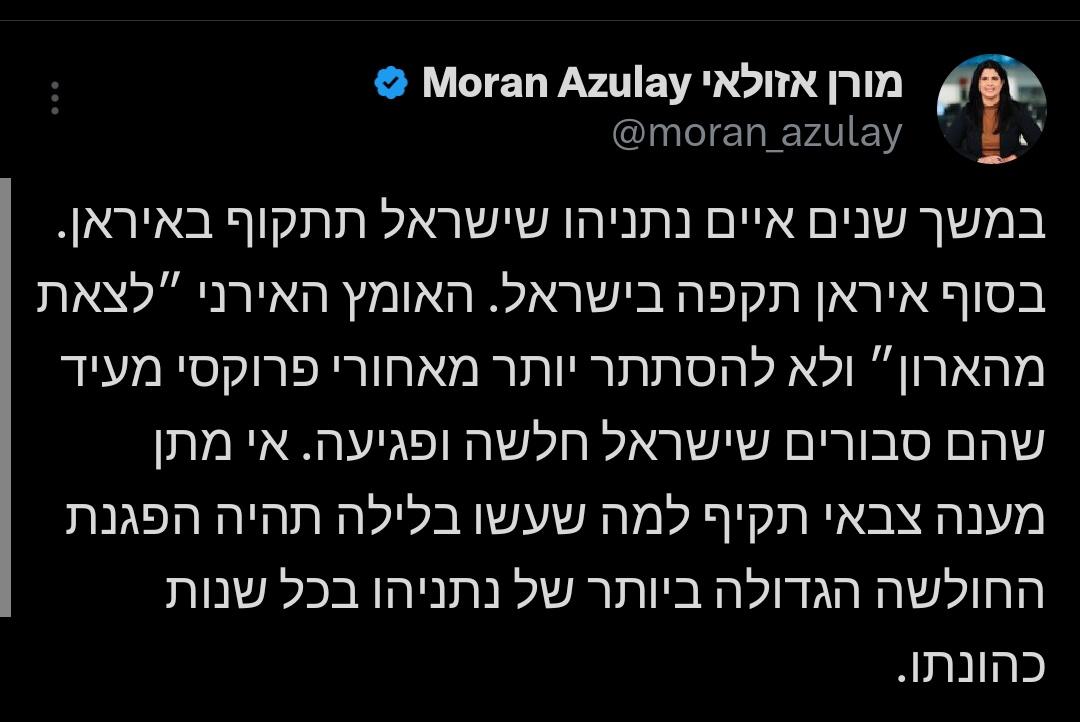 מורן אזולאי Moran Azulay
@moran_azulay
במשך שנים איים נתניהו שישראל תתקוף באיראן.
בסוף איראן תקפה בישראל. האומץ האירני ״לצאת
מהארון״ ולא להסתתר יותר מאחורי פרוקסי מעיד
שהם סבורים שישראל חלשה ופגיעה. אי מתן
מענה צבאי תקיף למה שעשו בלילה תהיה הפגנת
החולשה הגדולה ביותר של נתניהו בכל שנות
כהונתו.